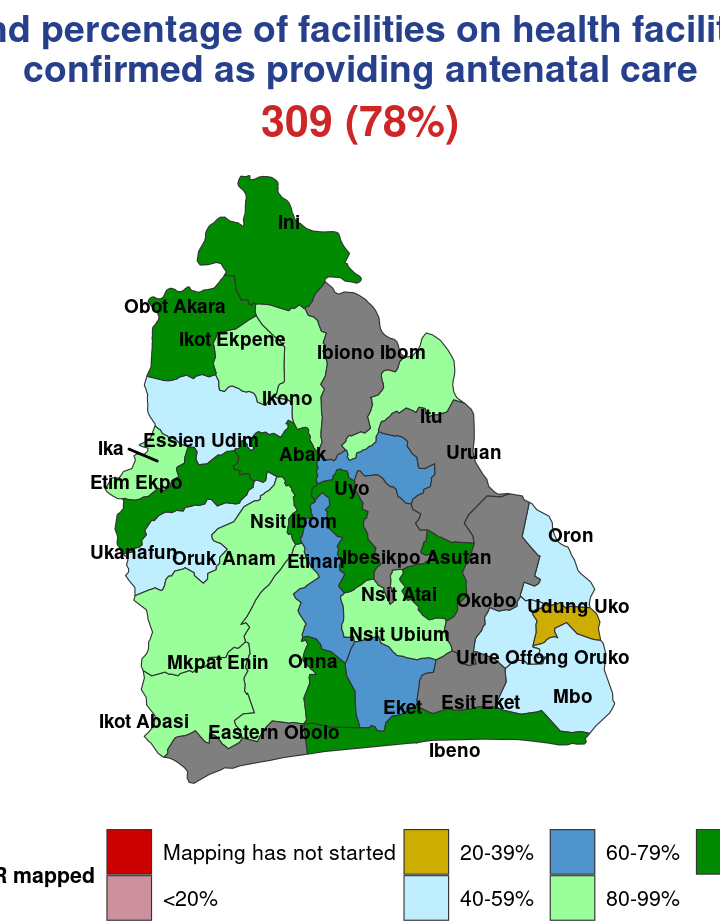 percentage of facilities on health
confirmed as providing antenatal care
309 (78%)
Ini
Obot Akara
Ikot Ekpene
Ibiono Ibom
Ikono
Itu
Essien Udim
Ika
Abak
Uruan
Etim Ekpo
Uyo
Nsit Ibom
Oron
Ukanafun
Oruk Anam
Etinan
Ibesikpo Asutan
Nsit Atai
Okobo
Udung Uko
Nsit Ubium
Mkpat Enin
Onna
Urue Offong Oruko
Ikot Abasi
Eket
Esit Eket
Mbo
Eastern Obolo
Ibeno
Mapping has not started
20-39%
60-79%
R mapped
<20%
40-59%
80-99%